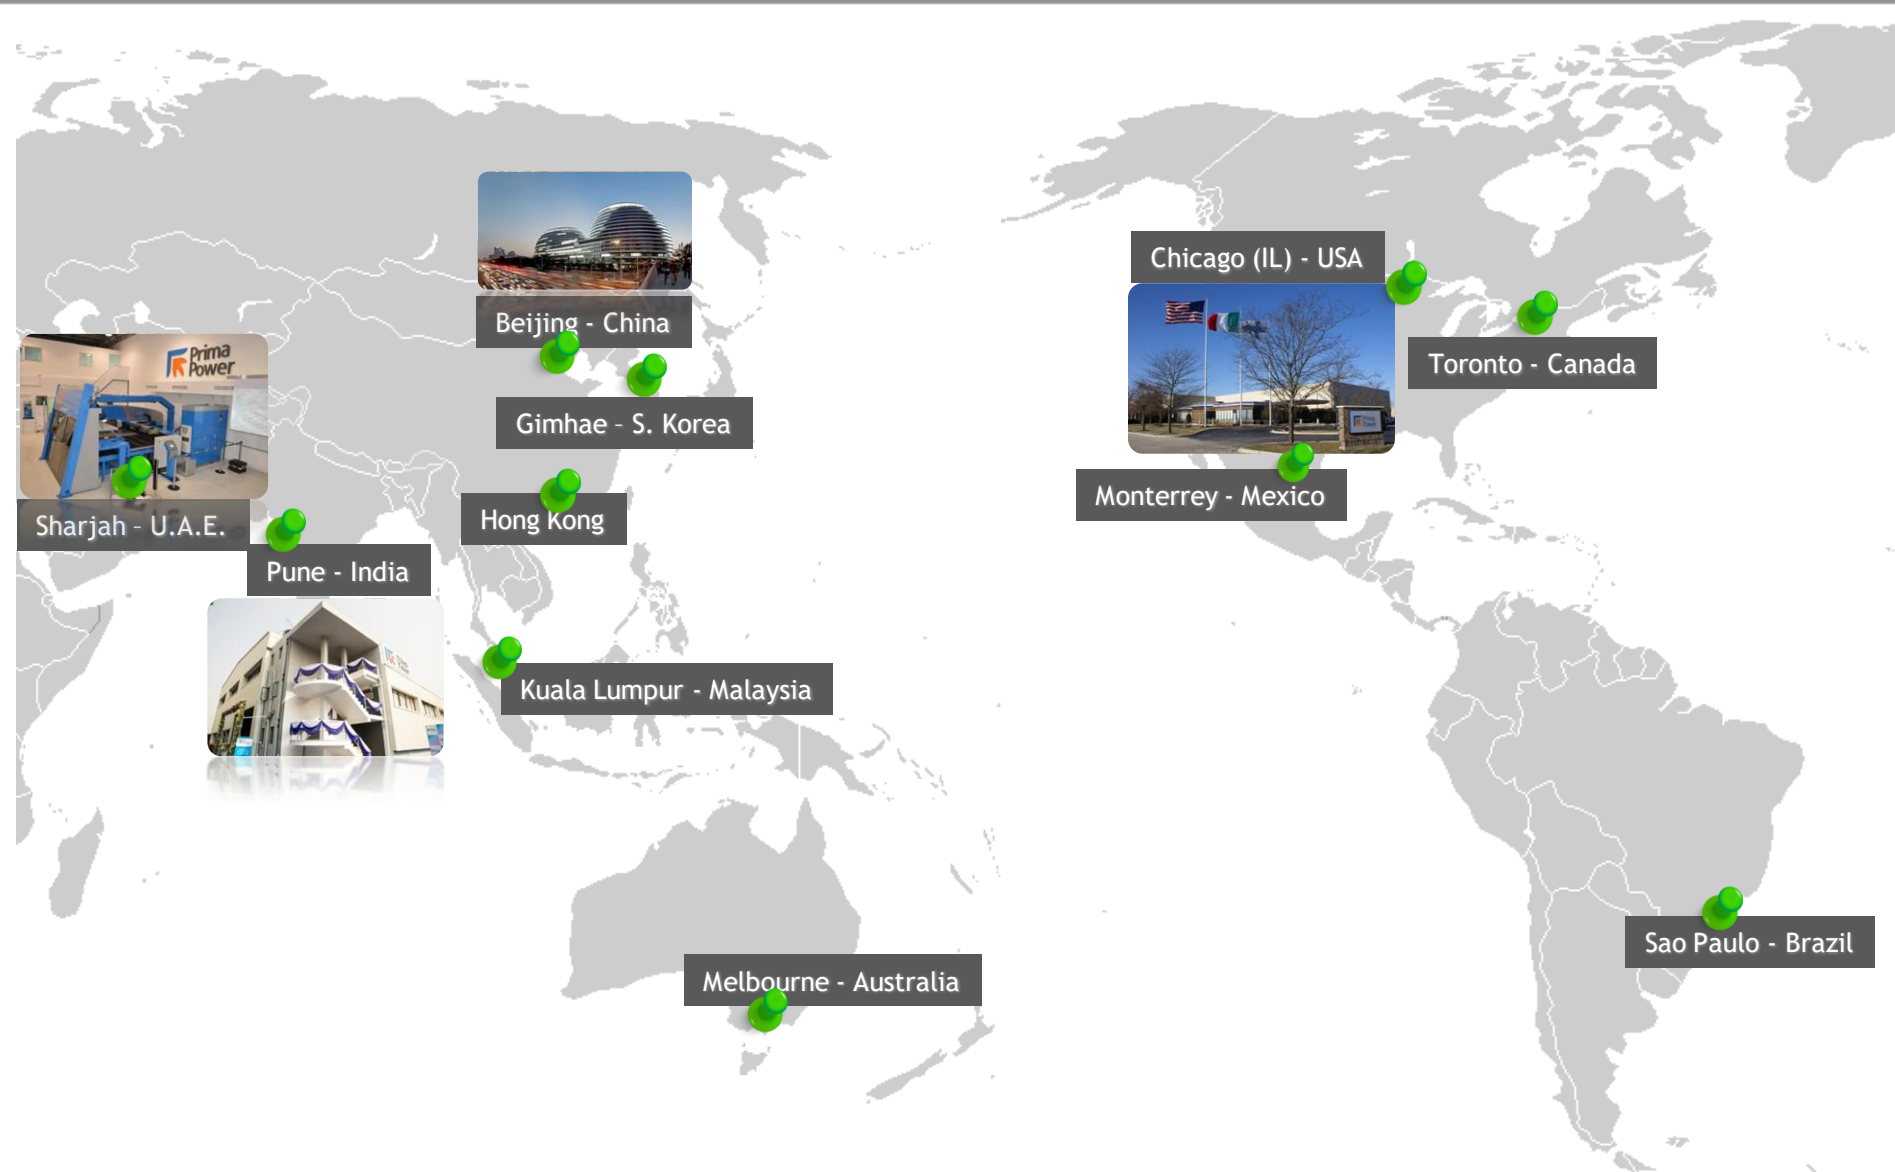 Beijing - China
Prima
Power
Gimhae – S. Korea
Hong Kong
Sharjah – U.A.E.
Pune - India
Kuala Lumpur - Malaysia
Melbourne - Australia
Chicago (IL) - USA
Toronto - Canada
Monterrey - Mexico
Sao Paulo - Brazil